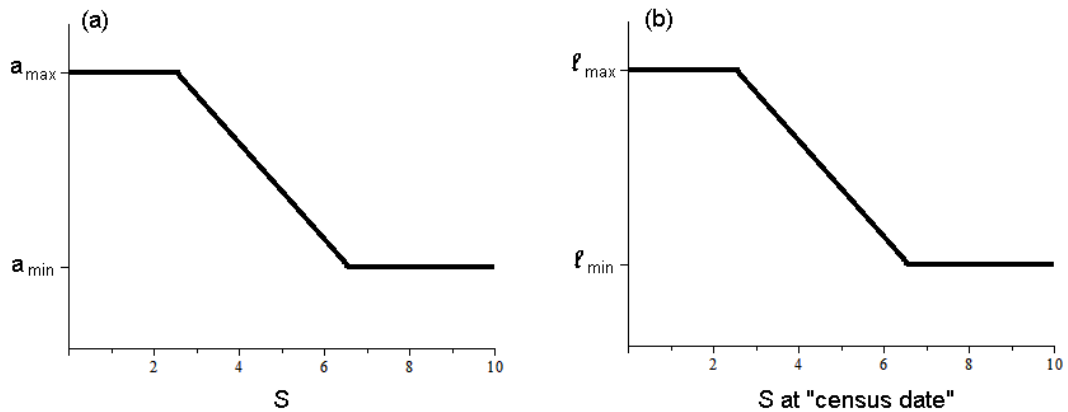 (a)
a max
a min
2 4 6 8 10
S
(b)
ℓ max
ℓ min
2 4 6 8 10
S at "census date"